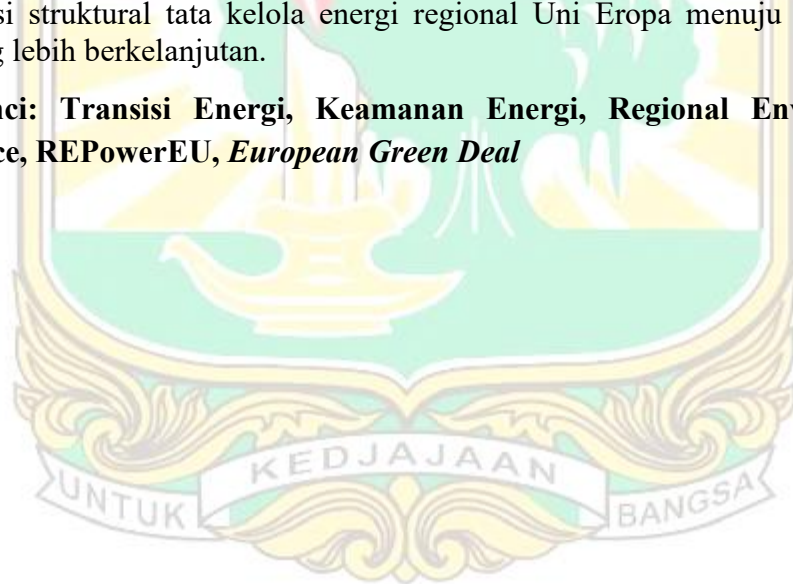 si struktural tata kelola energi regional Uni Eropa menuju
g lebih berkelanjutan.
nci: Transisi Energi, Keamanan Energi, Regional Env
ce, REPowerEU, European Green Deal
UNTUK KEDJAJAAN BANGSA